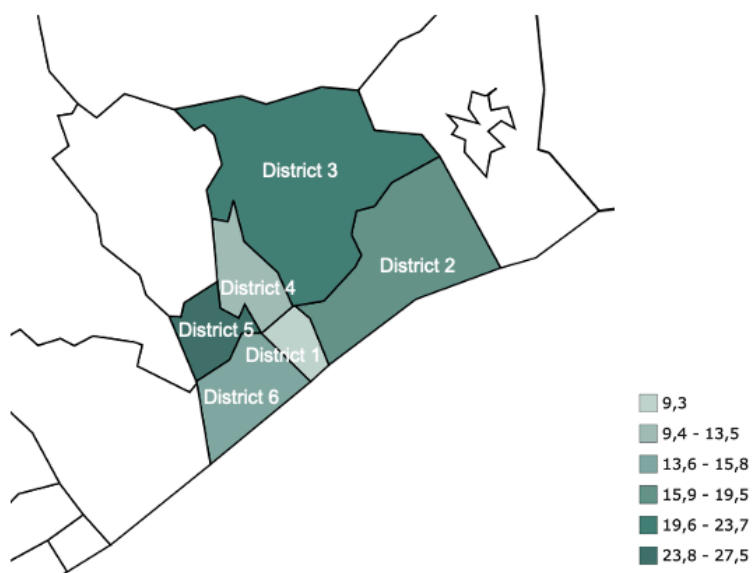 District 3
District 2
District 4
District 5
District 1
District 6
9,3
9,4 - 13,5
13,6 - 15,8
15,9 - 19,5
19,6 - 23,7
23,8 - 27,5